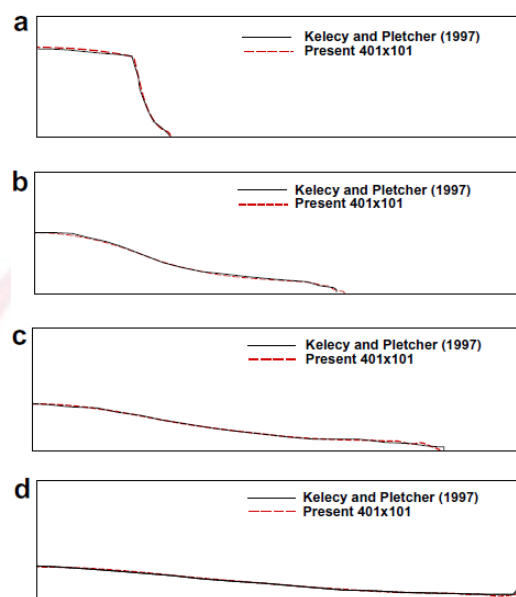 a
Kelecy and Pletcher (1997)
Present 401x101
b
Kelecy and Pletcher (1997)
Present 401x101
c
Kelecy and Pletcher (1997)
Present 401x101
d
Kelecy and Pletcher (1997)
Present 401x101